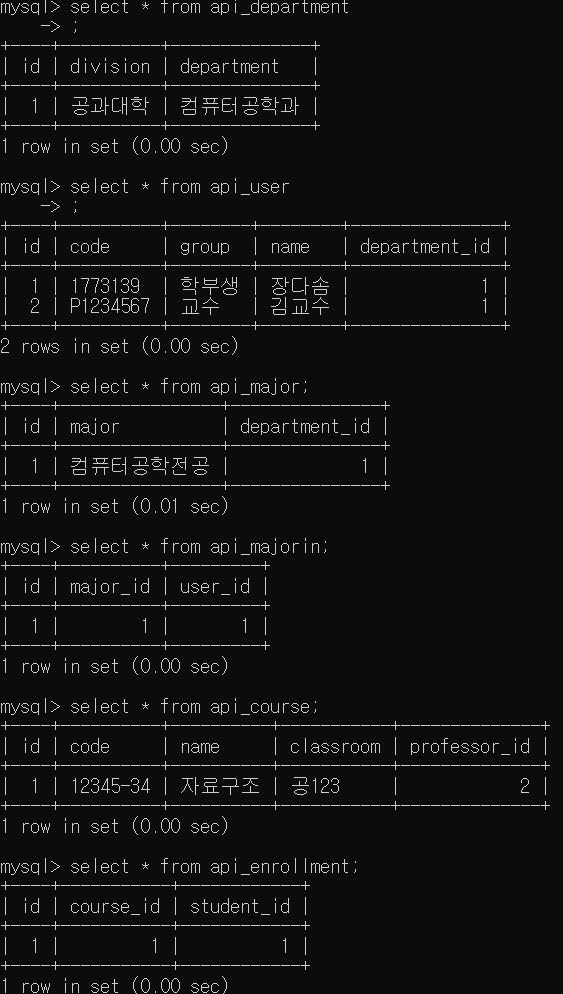 mysql> select * from api_department
    -> ;
+----+----------+--------------+
| id | division | department   |
+----+----------+--------------+
|  1 | 공과대학 | 컴퓨터공학과 |
+----+----------+--------------+
1 row in set (0.00 sec)
mysql> select * from api_user
    -> ;
+----+----------+--------+--------+---------------+
| id | code     | group  | name   | department_id |
+----+----------+--------+--------+---------------+
|  1 | 1773139  | 학부생 | 장다솜 |             1 |
|  2 | P1234567 | 교수   | 김교수 |             1 |
+----+----------+--------+--------+---------------+
2 rows in set (0.00 sec)
mysql> select * from api_major;
+----+----------------+---------------+
| id | major          | department_id |
+----+----------------+---------------+
|  1 | 컴퓨터공학전공 |             1 |
+----+----------------+---------------+
1 row in set (0.01 sec)
mysql> select * from api_majorin;
+----+----------+---------+
| id | major_id | user_id |
+----+----------+---------+
|  1 |        1 |       1 |
+----+----------+---------+
1 row in set (0.00 sec)
mysql> select * from api_course;
+----+----------+----------+-----------+--------------+
| id | code     | name     | classroom | professor_id |
+----+----------+----------+-----------+--------------+
|  1 | 12345-34 | 자료구조 | 공123     |            2 |
+----+----------+----------+-----------+--------------+
1 row in set (0.00 sec)
mysql> select * from api_enrollment;
+----+-----------+------------+
| id | course_id | student_id |
+----+-----------+------------+
|  1 |         1 |          1 |
+----+-----------+------------+
1 row in set (0.00 sec)